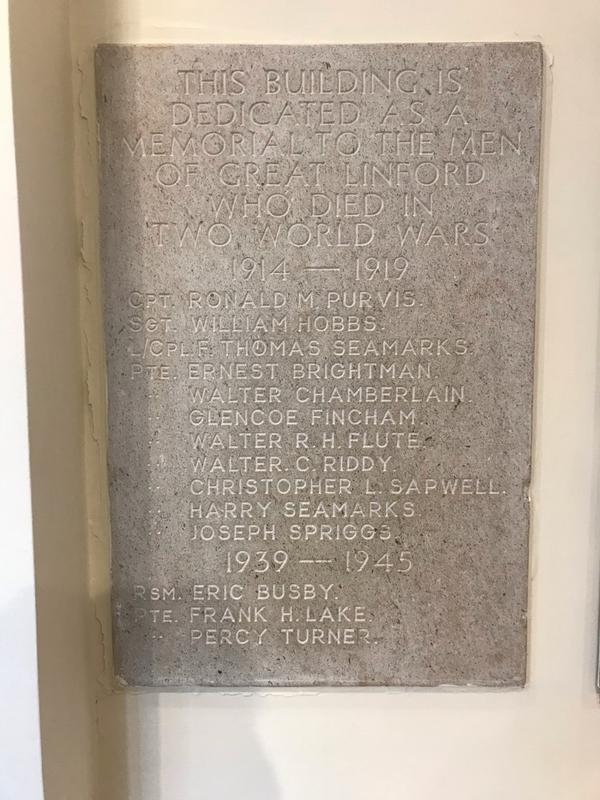 THIS BUILDING IS
DEDICATED AS A
MEMORIAL TO THE MEN
OF GREAT LINFORD
WHO DIED IN
TWO WORLD WARS
1914 — 1919
CPT. RONALD M. PURVIS.
SGT. WILLIAM HOBBS.
L/CPL. F. THOMAS SEAMARKS.
PTE. ERNEST BRIGHTMAN.
" WALTER CHAMBERLAIN.
" GLENCOE FINCHAM.
" WALTER R. H. FLUTE.
" WALTER. C. RIDDY.
" CHRISTOPHER L. SAPWELL.
" HARRY SEAMARKS.
" JOSEPH SPRIGGS.
1939 — 1945
RSM. ERIC BUSBY.
PTE. FRANK H. LAKE.
" PERCY TURNER.